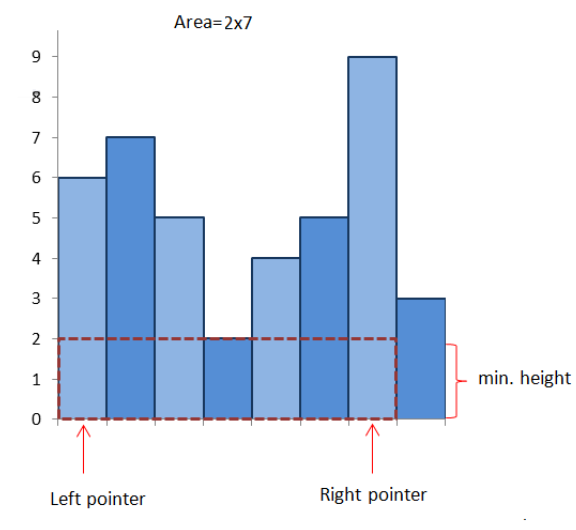 Area=2x7
9
8
7
6
5
4
3
2
1
0
min. height
Left pointer
Right pointer